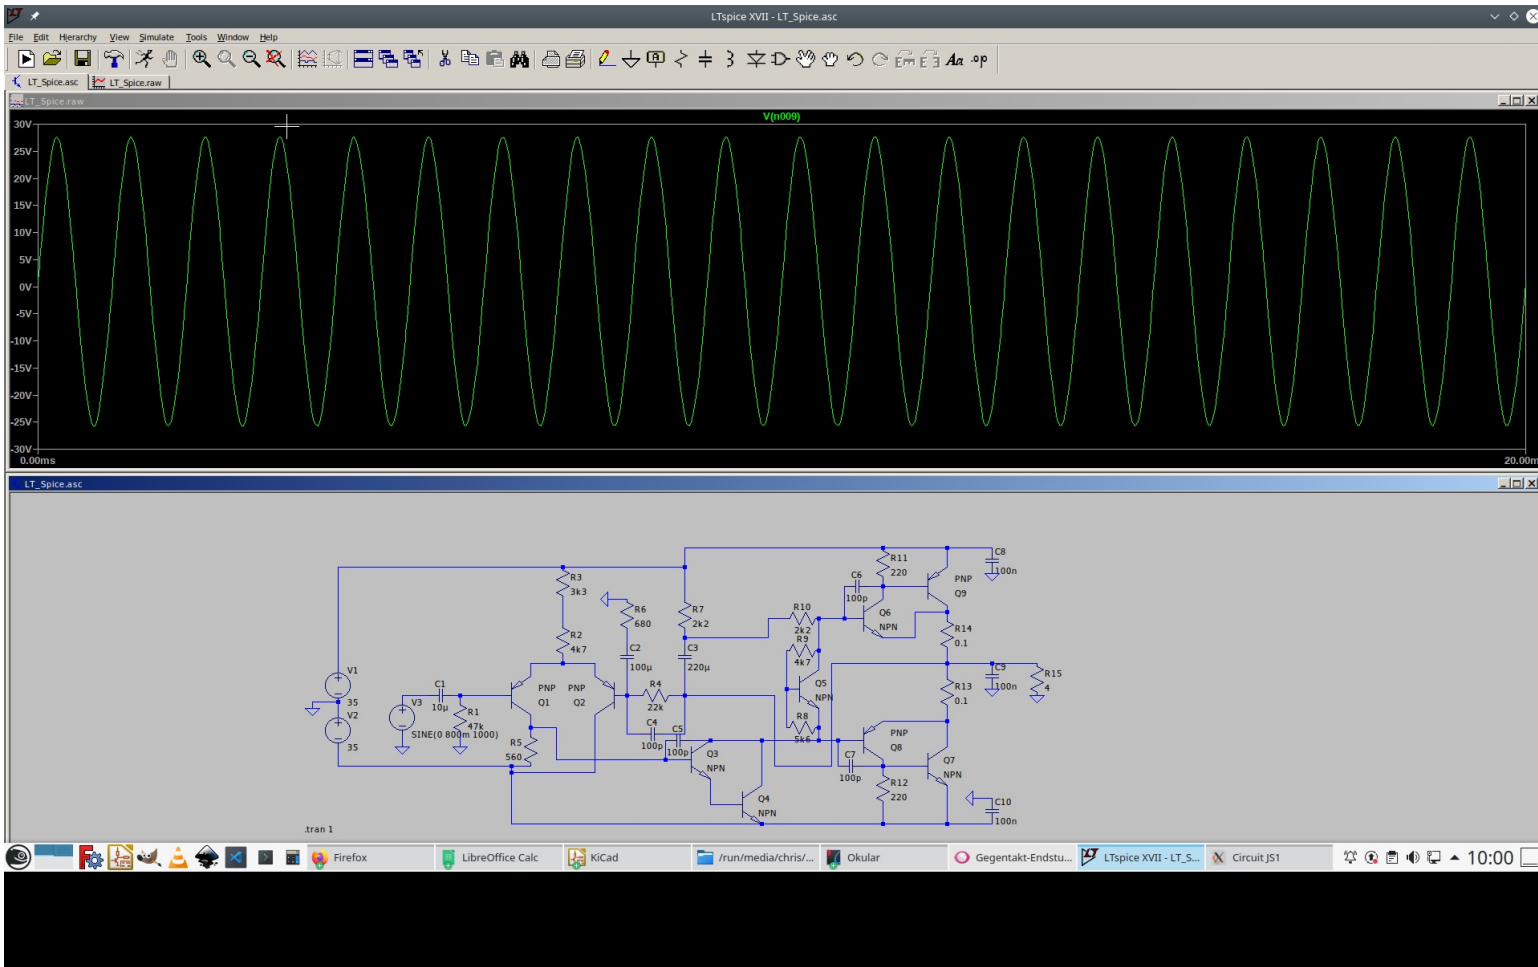 LTspice XVII - LT_Spice.asc
File Edit Hierarchy View Simulate Tools Window Help
Aa .op
LT_Spice.asc LT_Spice.raw
LT_Spice.raw
V(n009)
30V
25V
20V
15V
10V
5V
0V
-5V
-10V
-15V
-20V
-25V
-30V
0.00ms 20.00m
LT_Spice.asc
R11
220
C8
100n
PNP
Q9
C6
100p
R3
3k3
R6
680
R7
2k2
R10
2k2
Q6
NPN
R14
0.1
R2
4k7
C2
100µ
C3
220µ
R9
4k7
V1
35
V2
35
C1
10µ
V3
SINE(0 800m 1000)
R1
47k
PNP
Q1
PNP
Q2
R4
22k
Q5
NPN
C9
100n
R15
4
R13
0.1
R5
560
C4
100p
C5
100p
R8
5k6
Q3
NPN
PNP
Q8
C7
100p
Q7
NPN
R12
220
Q4
NPN
C10
100n
.tran 1
Firefox LibreOffice Calc KiCad /run/media/chris/... Okular Gegentakt-Endstu... LTspice XVII - LT_S... Circuit JS1 10:00